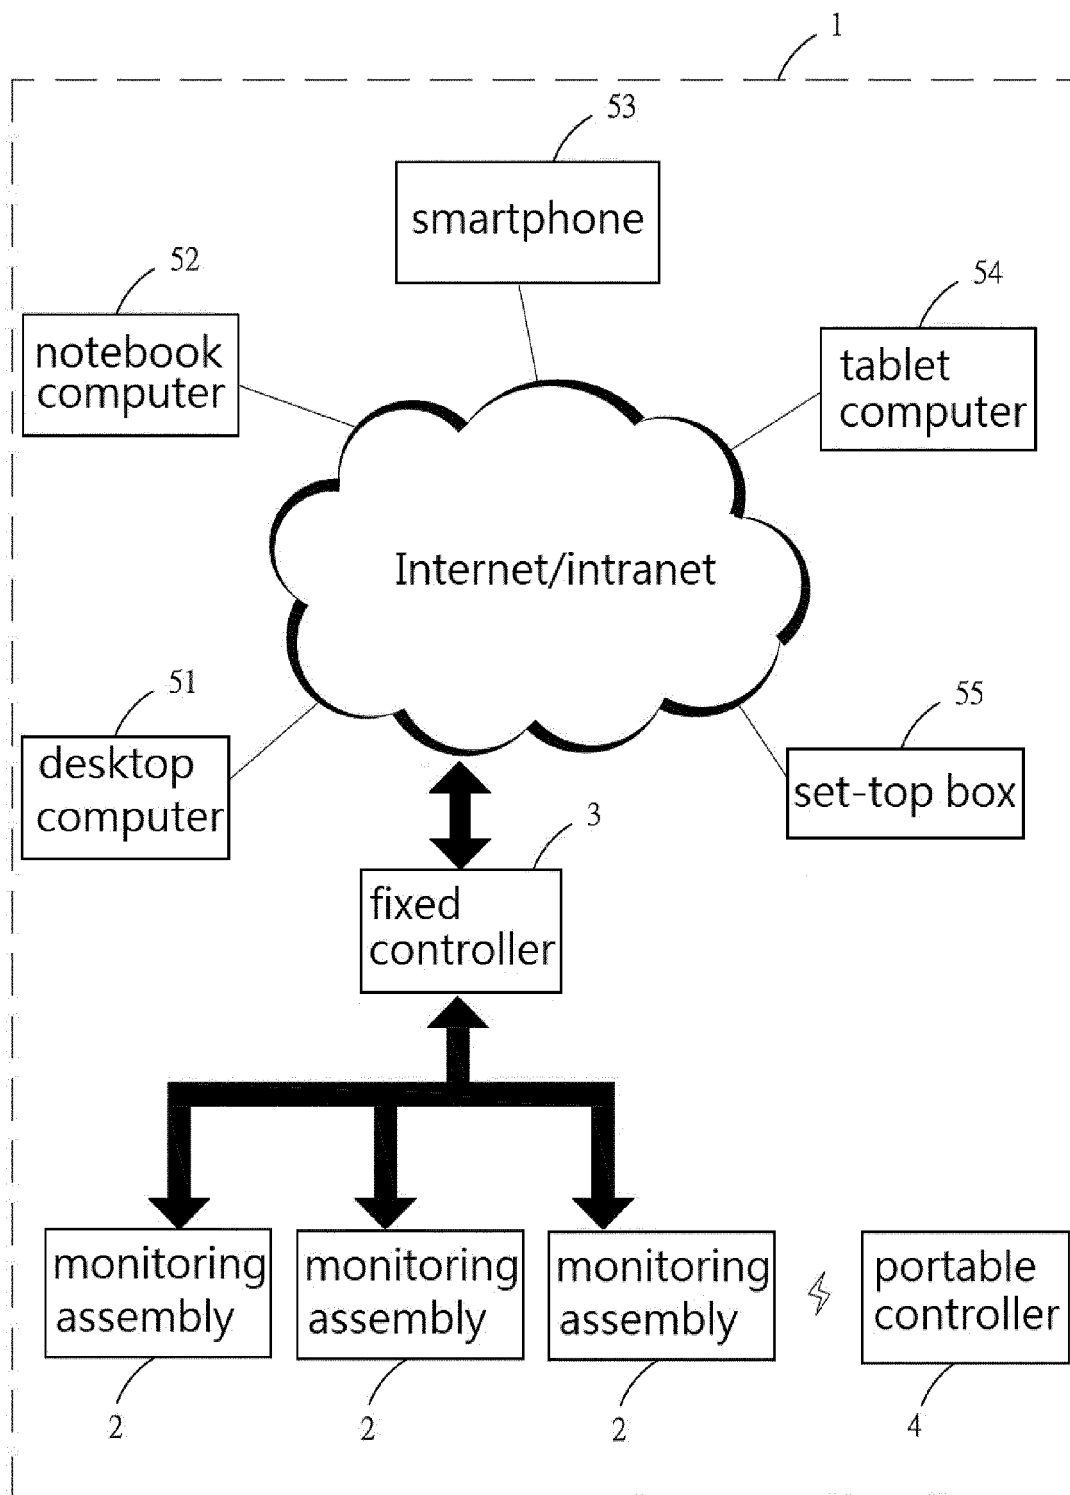 1
53
smartphone
52
54
notebook
computer
tablet
computer
Internet/intranet
51
55
desktop
computer
set-top box
3
fixed
controller
monitoring
assembly
monitoring
assembly
monitoring
assembly
portable
controller
2
2
2
4